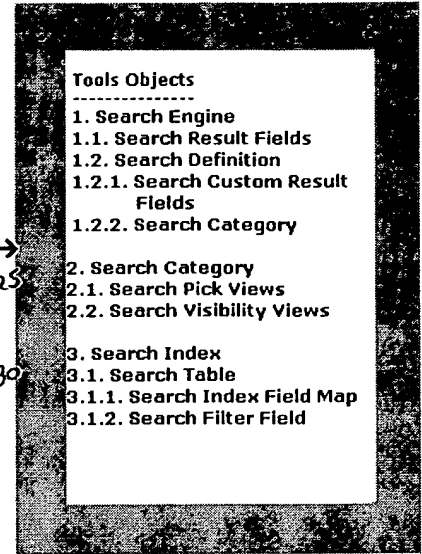 Tools Objects
---------------
1. Search Engine
1.1. Search Result Fields
1.2. Search Definition
1.2.1. Search Custom Result
Fields
1.2.2. Search Category
2. Search Category
2.1. Search Pick Views
2.2. Search Visibility Views
3. Search Index
3.1. Search Table
3.1.1. Search Index Field Map
3.1.2. Search Filter Field